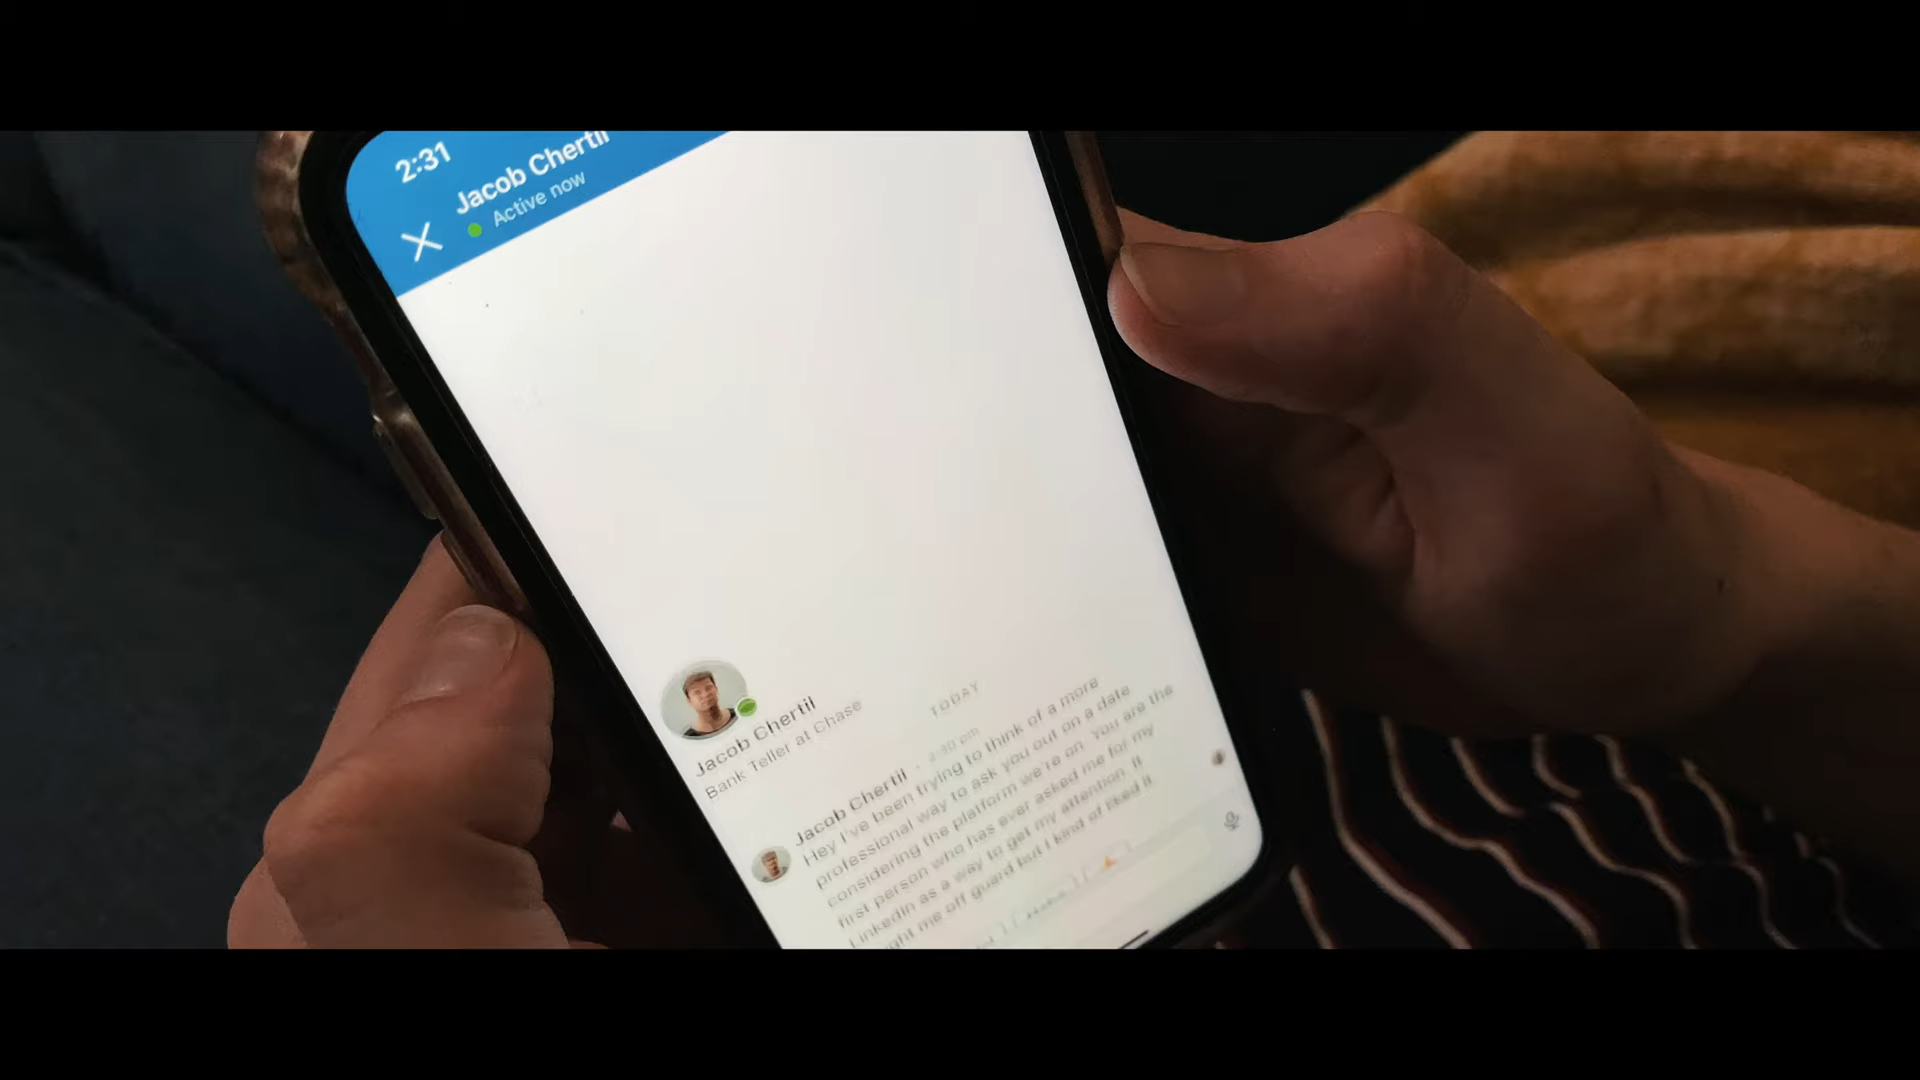 2:31
Jacob Chertil
Active now
Jacob Chertil
Bank Teller at Chase
TODAY
Jacob Chertil • 2:30 pm
Hey I've been trying to think of a more
professional way to ask you out on a date
considering the platform we're on. You are the
first person who has ever asked me for my
LinkedIn as a way to get my attention. It
me off guard but I kind of liked it